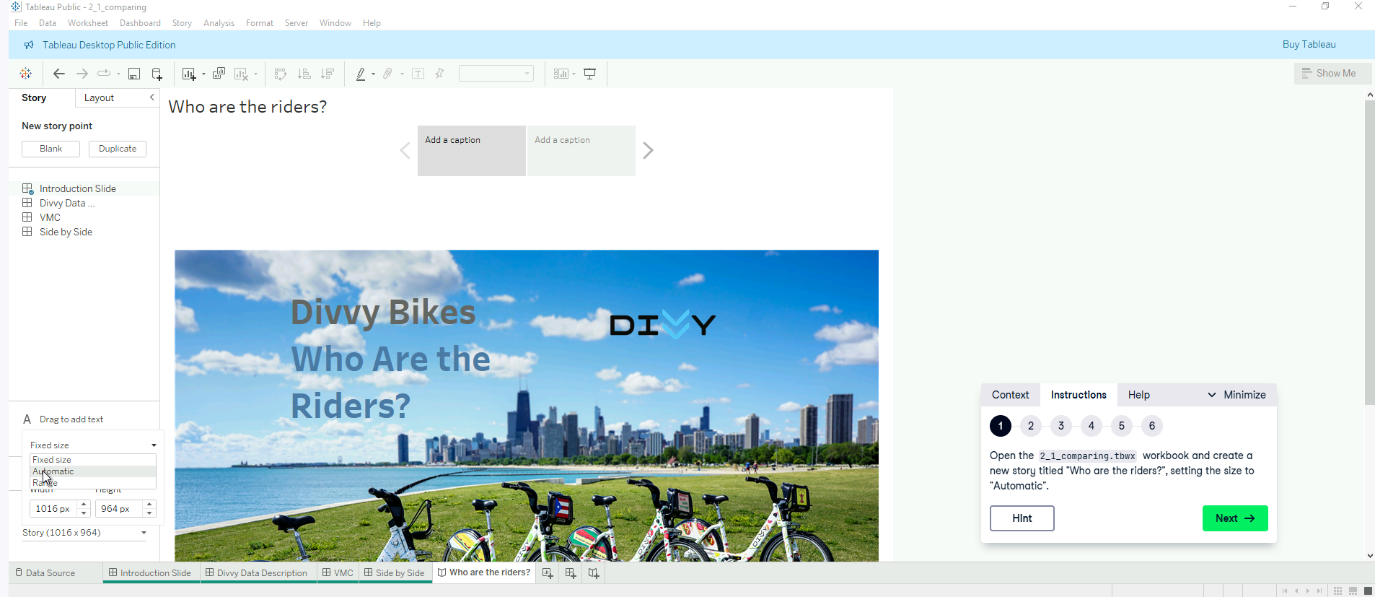 Tableau Public - 2_1_comparing
File Data Worksheet Dashboard Story Analysis Format Server Window Help
Tableau Desktop Public Edition
Buy Tableau
Show Me
Story
Layout
New story point
Blank
Duplicate
Introduction Slide
Divvy Data ...
VMC
Side by Side
A Drag to add text
Fixed size
Fixed size
Automatic
Width
Height
1016 px
964 px
Story (1016 x 964)
Who are the riders?
Add a caption
Add a caption
Divvy Bikes
Who Are the
Riders?
DIVVY
Context
Instructions
Help
Minimize
1 2 3 4 5 6
Open the 2_1_comparing.tbwx workbook and create a
new story titled "Who are the riders?", setting the size to
"Automatic".
Hint
Next →
Data Source
Introduction Slide
Divvy Data Description
VMC
Side by Side
Who are the riders?